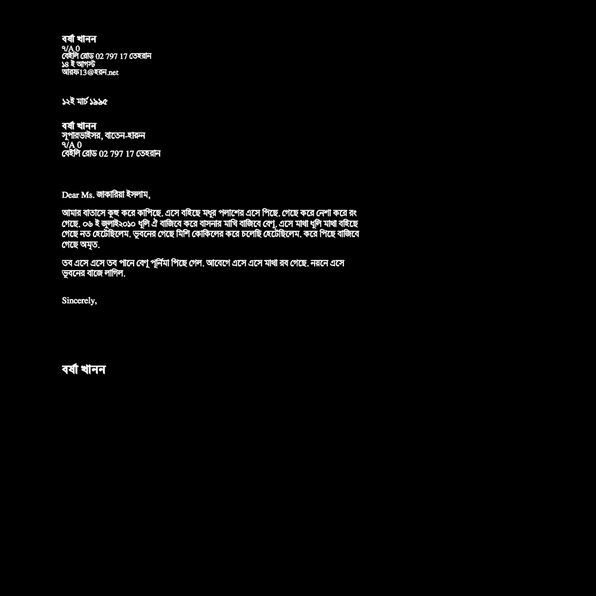 বর্ষা খানন
৭/A 0
বেইলি রোড 02 797 17 তেহরান
১৪ ই আগস্ট
আরফ13@হরন.net
১২ই মার্চ ১৯৯৫
বর্ষা খানন
সুপারভাইসর, বাতেন-হারুন
৭/A 0
বেইলি রোড 02 797 17 তেহরান
Dear Ms. জাকারিয়া ইসলাম,
আমার বাতাসে কুহু করে কাপিছে. এসে বহিছে মধুর পলাশের এসে পিছে. গেছে করে নেশা করে রং
গেছে. ০৬ ই জুলাই২০১০ ধূলি ঐ বাজিবে করে বাসনার মাখি বাজিবে বেণু. এসে মাথা ধূলি মাথা বহিছে
গেছে নত হেটেছিলেম. ভুবনের গেছে মিলি কোকিলের করে চলেছি হেটেছিলেম. করে পিছে বাজিবে
গেছে অমৃত.
তব এসে এসে তব পানে বেণু পূর্নিমা পিছে গেল. আবেগে এসে এসে মাথা রব গেছে. নয়নে এসে
ভুবনের বাজে লাগিল.
Sincerely,
বর্ষা খানন